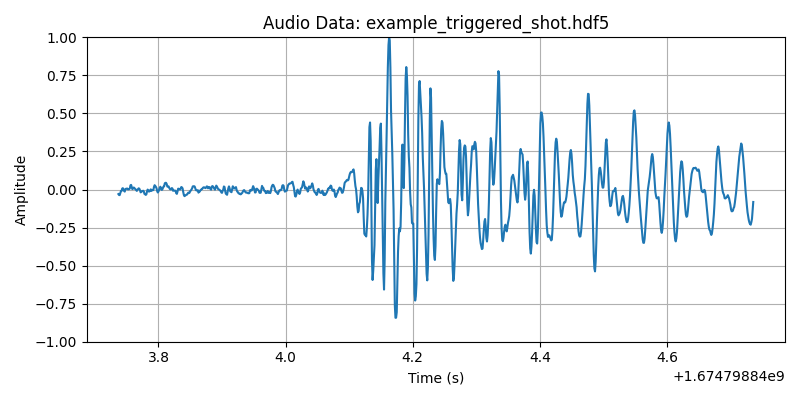 Audio Data: example_triggered_shot.hdf5
Amplitude
1.00
0.75
0.50
0.25
0.00
−0.25
−0.50
−0.75
−1.00
3.8 4.0 4.2 4.4 4.6
Time (s)
+1.67479884e9